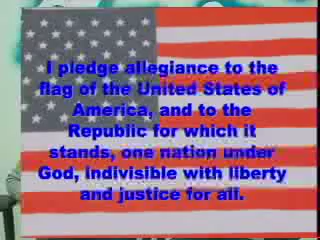 I pledge allegiance to the
flag of the United States of
America, and to the
Republic for which it
stands, one nation under
God, indivisible with liberty
and justice for all.